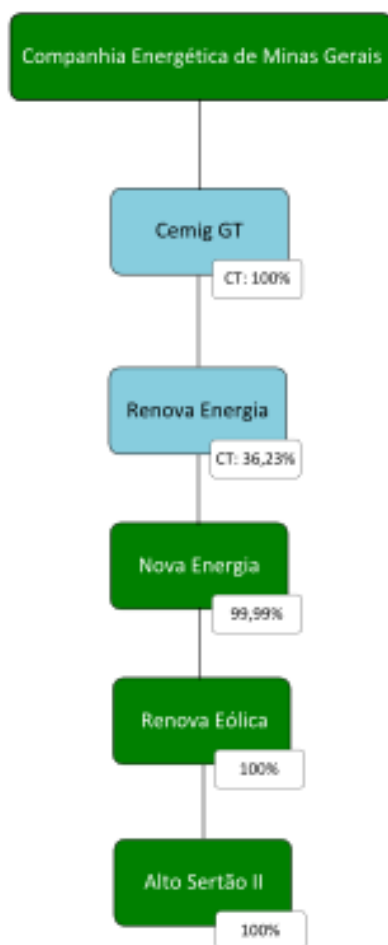 Companhia Energética de Minas Gerais
Cemig GT
CT: 100%
Renova Energia
CT: 36,23%
Nova Energia
99,99%
Renova Eólica
100%
Alto Sertão II
100%